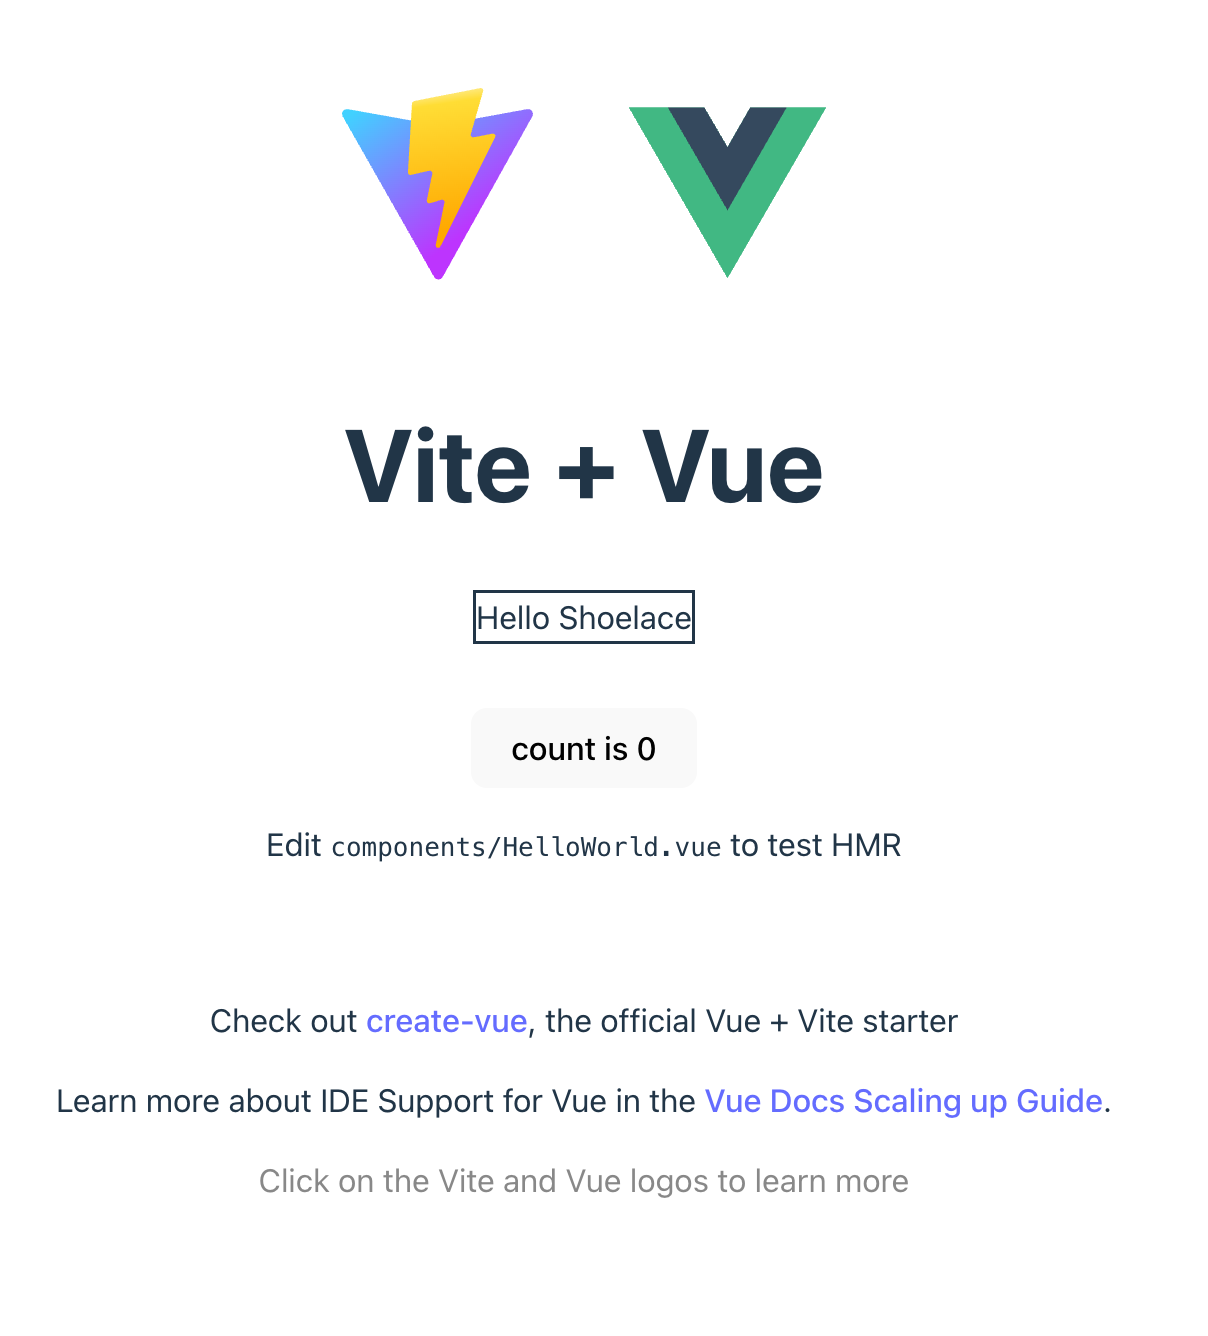 Vite + Vue
Hello Shoelace
count is 0
Edit components/HelloWorld.vue to test HMR
Check out create-vue, the official Vue + Vite starter
Learn more about IDE Support for Vue in the Vue Docs Scaling up Guide.
Click on the Vite and Vue logos to learn more